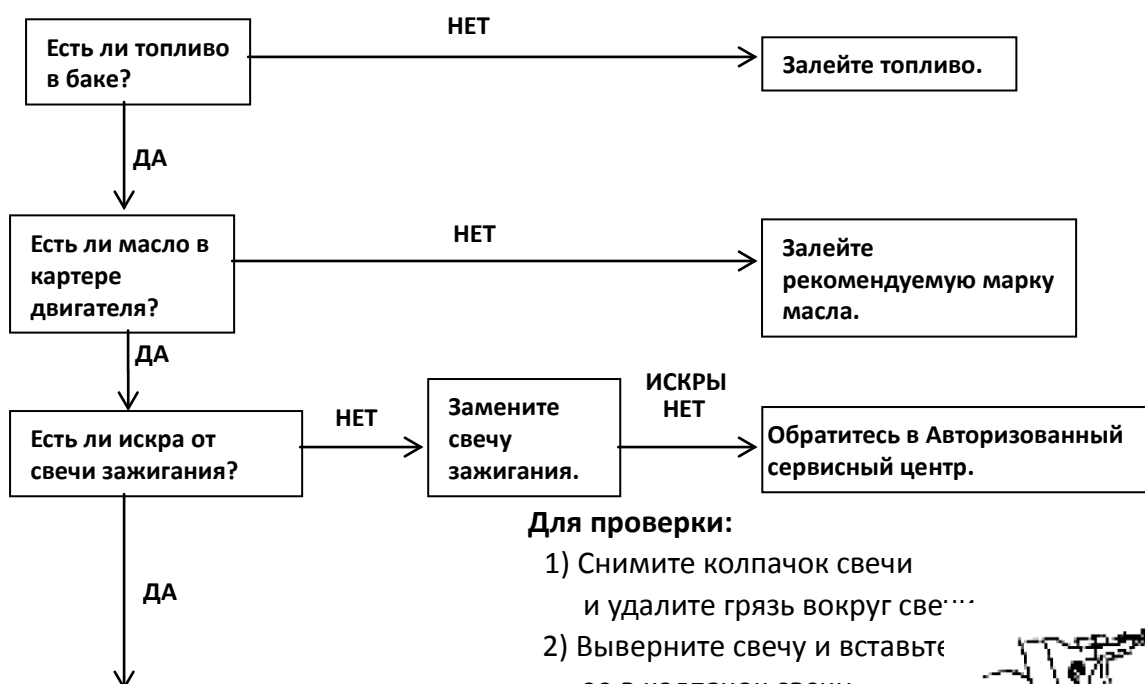 Есть ли топливо
в баке?
НЕТ
Залейте топливо.
ДА
Есть ли масло в
картере
двигателя?
НЕТ
Залейте
рекомендуемую марку
масла.
ДА
Есть ли искра от
свечи зажигания?
НЕТ
Замените
свечу
зажигания.
ИСКРЫ
НЕТ
Обратитесь в Авторизованный
сервисный центр.
ДА
Для проверки:
1) Снимите колпачок свечи
и удалите грязь вокруг
2) Выверните свечу и вставьте